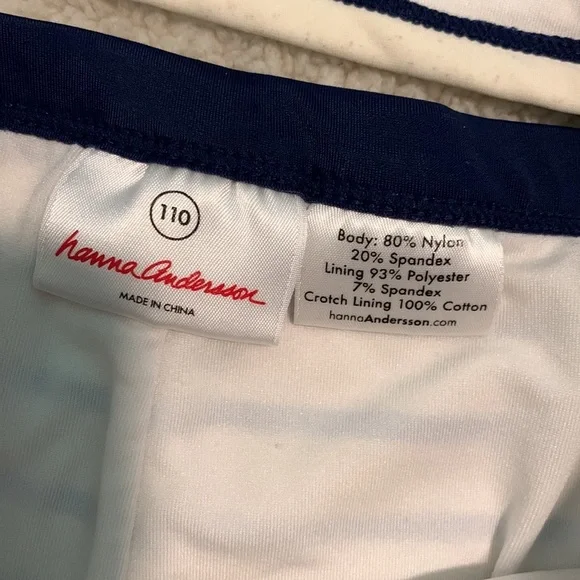 110
hanna Andersson
MADE IN CHINA
Body: 80% Nylon
20% Spandex
Lining 93% Polyester
7% Spandex
Crotch Lining 100% Cotton
hannaAndersson.com